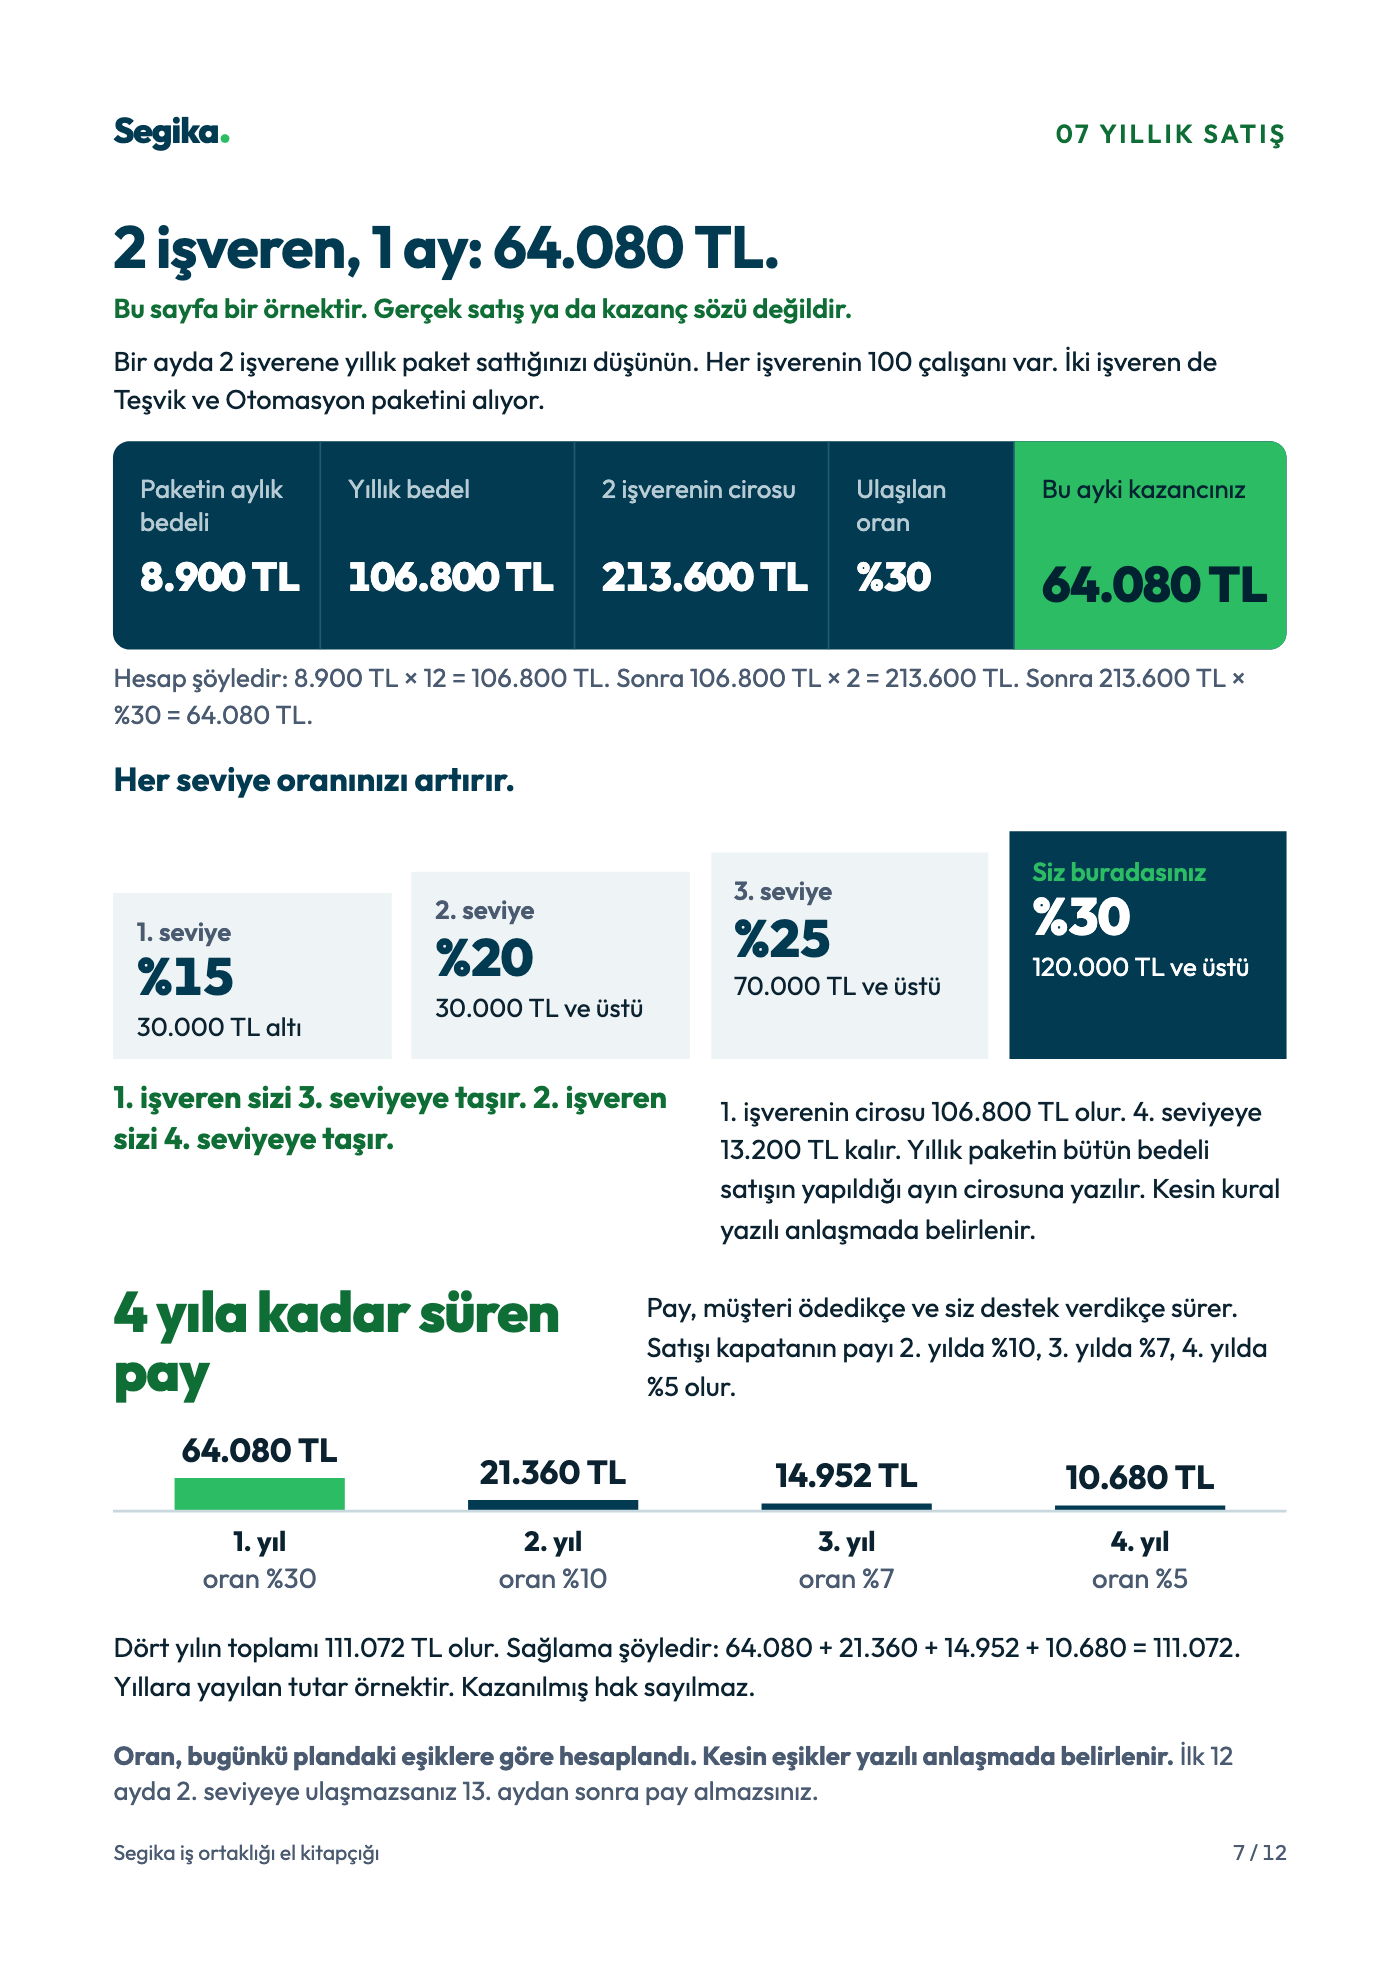 Segika.
07 YILLIK SATIŞ
2 işveren, 1 ay: 64.080 TL.
Bu sayfa bir örnektir. Gerçek satış ya da kazanç sözü değildir.
Bir ayda 2 işverene yıllık paket sattığınızı düşünün. Her işverenin 100 çalışanı var. İki işveren de
Teşvik ve Otomasyon paketini alıyor.
Paketin aylık
bedeli
8.900 TL
Yıllık bedel
106.800 TL
2 işverenin cirosu
213.600 TL
Ulaşılan
oran
%30
Bu ayki kazancınız
64.080 TL
Hesap şöyledir: 8.900 TL × 12 = 106.800 TL. Sonra 106.800 TL × 2 = 213.600 TL. Sonra 213.600 TL ×
%30 = 64.080 TL.
Her seviye oranınızı artırır.
1. seviye
%15
30.000 TL altı
2. seviye
%20
30.000 TL ve üstü
3. seviye
%25
70.000 TL ve üstü
Siz buradasınız
%30
120.000 TL ve üstü
1. işveren sizi 3. seviyeye taşır. 2. işveren
sizi 4. seviyeye taşır.
1. işverenin cirosu 106.800 TL olur. 4. seviyeye
13.200 TL kalır. Yıllık paketin bütün bedeli
satışın yapıldığı ayın cirosuna yazılır. Kesin kural
yazılı anlaşmada belirlenir.
4 yıla kadar süren
pay
Pay, müşteri ödedikçe ve siz destek verdikçe sürer.
Satışı kapatanın payı 2. yılda %10, 3. yılda %7, 4. yılda
%5 olur.
64.080 TL
1. yıl
oran %30
21.360 TL
2. yıl
oran %10
14.952 TL
3. yıl
oran %7
10.680 TL
4. yıl
oran %5
Dört yılın toplamı 111.072 TL olur. Sağlama şöyledir: 64.080 + 21.360 + 14.952 + 10.680 = 111.072.
Yıllara yayılan tutar örnektir. Kazanılmış hak sayılmaz.
Oran, bugünkü plandaki eşiklere göre hesaplandı. Kesin eşikler yazılı anlaşmada belirlenir. İlk 12
ayda 2. seviyeye ulaşmazsanız 13. aydan sonra pay almazsınız.
Segika iş ortaklığı el kitapçığı
7 / 12